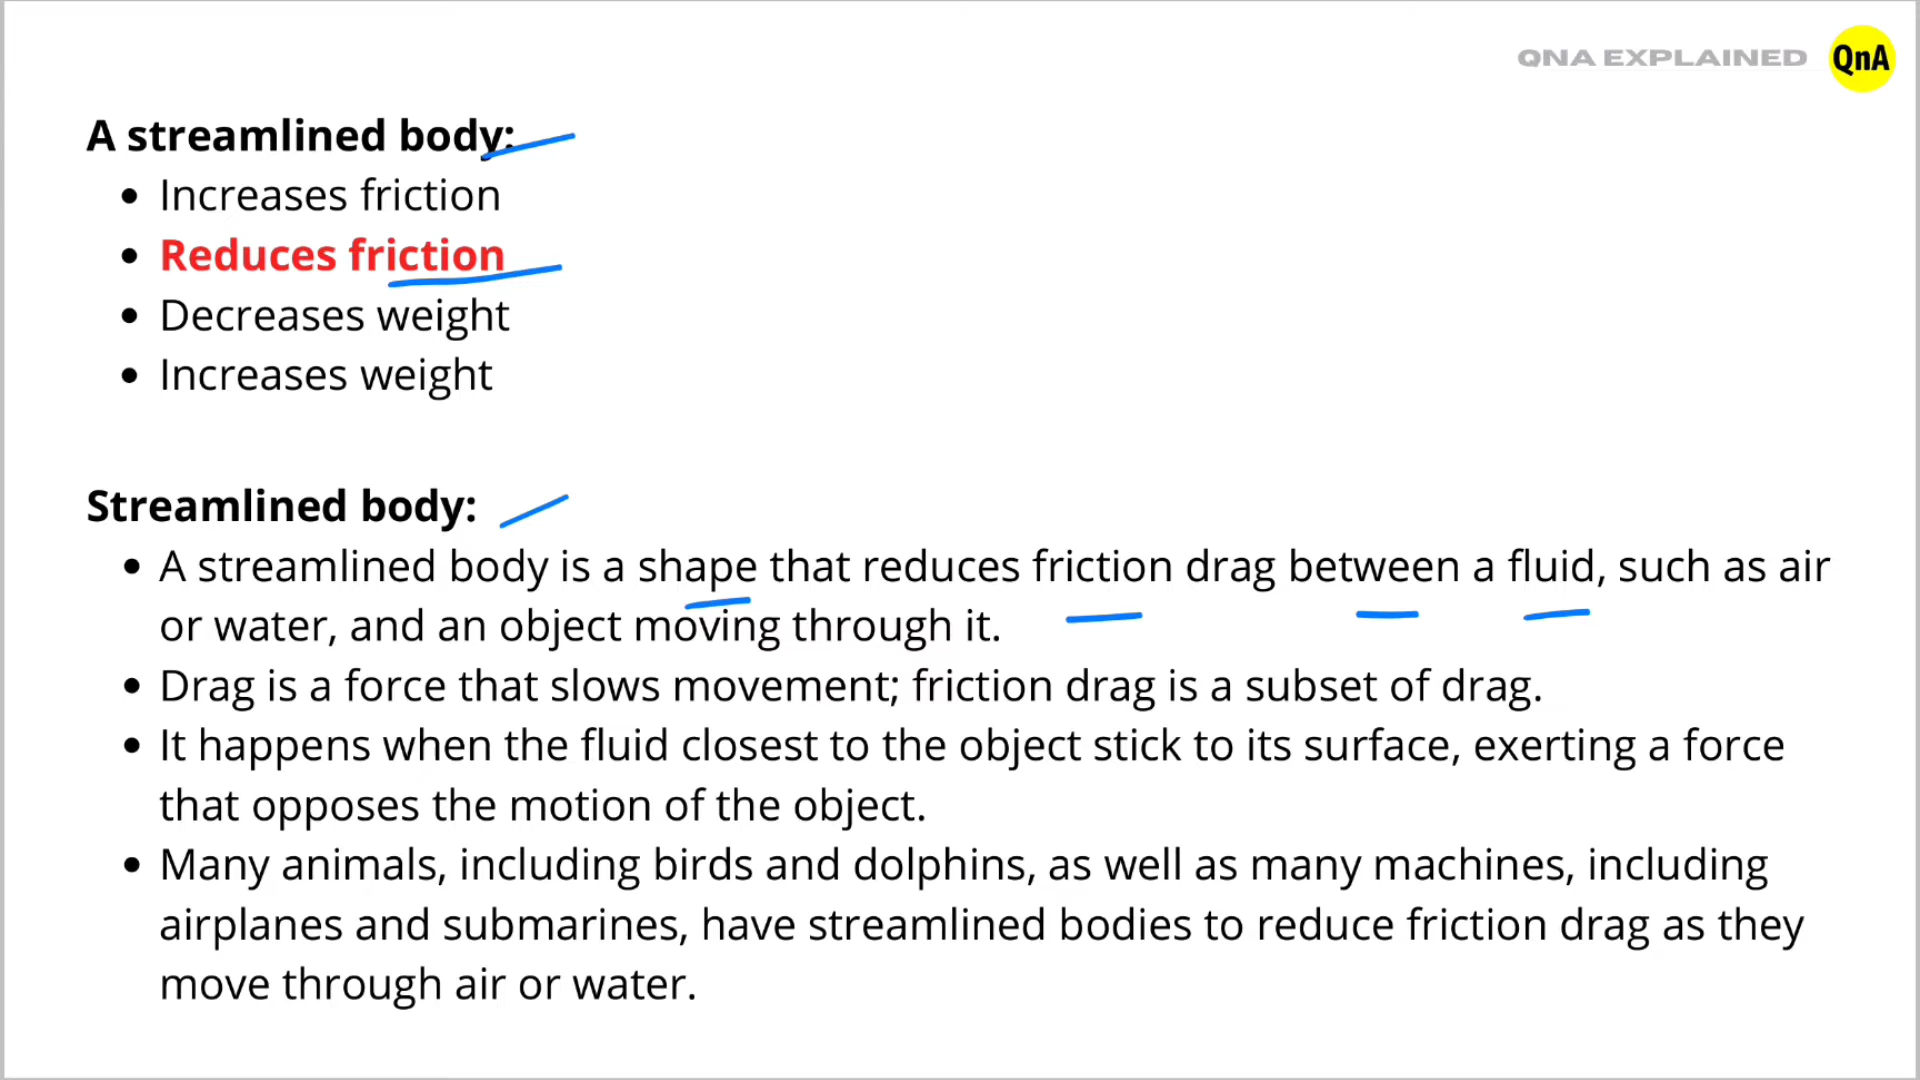 QNA EXPLAINED QnA
A streamlined body:
• Increases friction
• Reduces friction
• Decreases weight
• Increases weight
Streamlined body:
• A streamlined body is a shape that reduces friction drag between a fluid, such as air
or water, and an object moving through it.
• Drag is a force that slows movement; friction drag is a subset of drag.
• It happens when the fluid closest to the object stick to its surface, exerting a force
that opposes the motion of the object.
• Many animals, including birds and dolphins, as well as many machines, including
airplanes and submarines, have streamlined bodies to reduce friction drag as they
move through air or water.